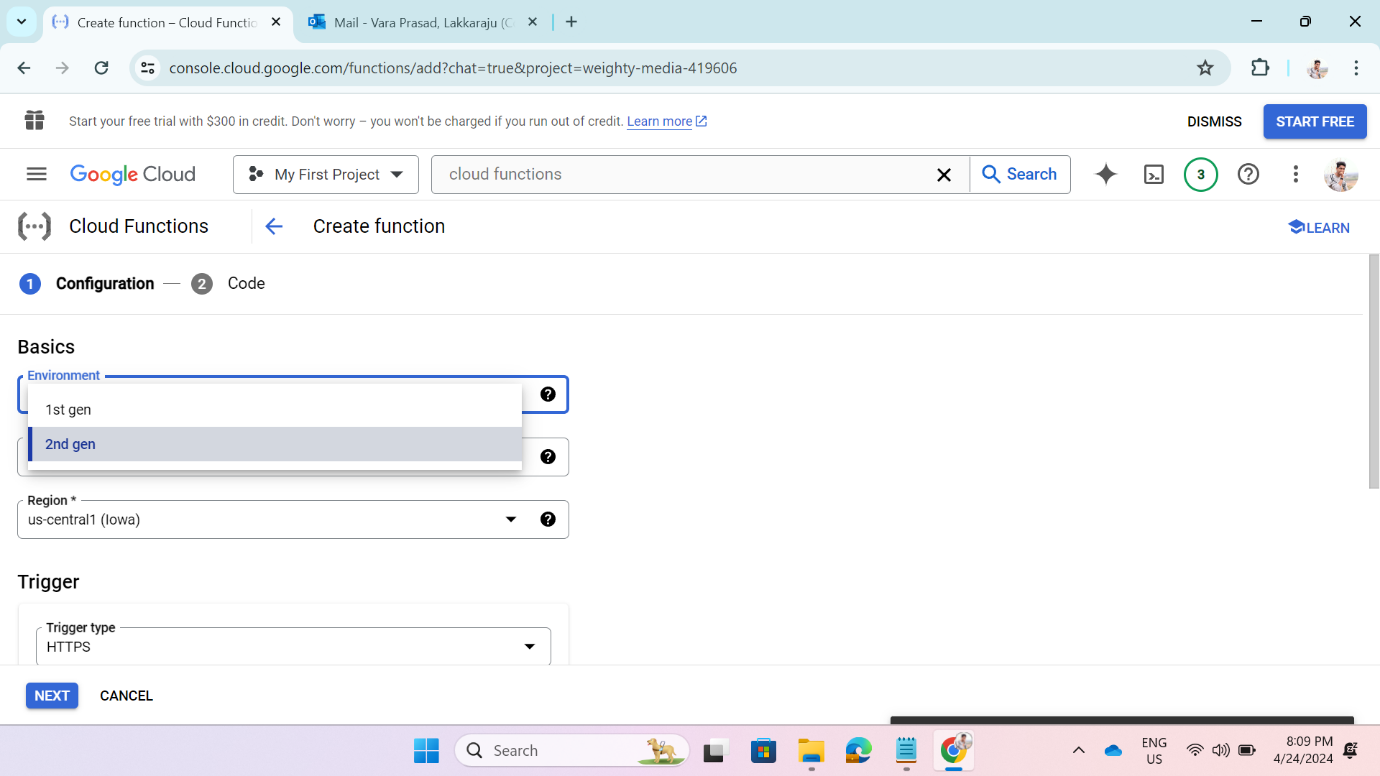 Create function – Cloud Functio
Mail - Vara Prasad, Lakkaraju (C
console.cloud.google.com/functions/add?chat=true&project=weighty-media-419606
Start your free trial with $300 in credit. Don't worry – you won't be charged if you run out of credit. Learn more
DISMISS
START FREE
Google Cloud
My First Project
cloud functions
Search
3
Cloud Functions
Create function
LEARN
1 Configuration — 2 Code
Basics
Environment
1st gen
2nd gen
Region *
us-central1 (Iowa)
Trigger
Trigger type
HTTPS
NEXT
CANCEL
Search
ENG
US
8:09 PM
4/24/2024